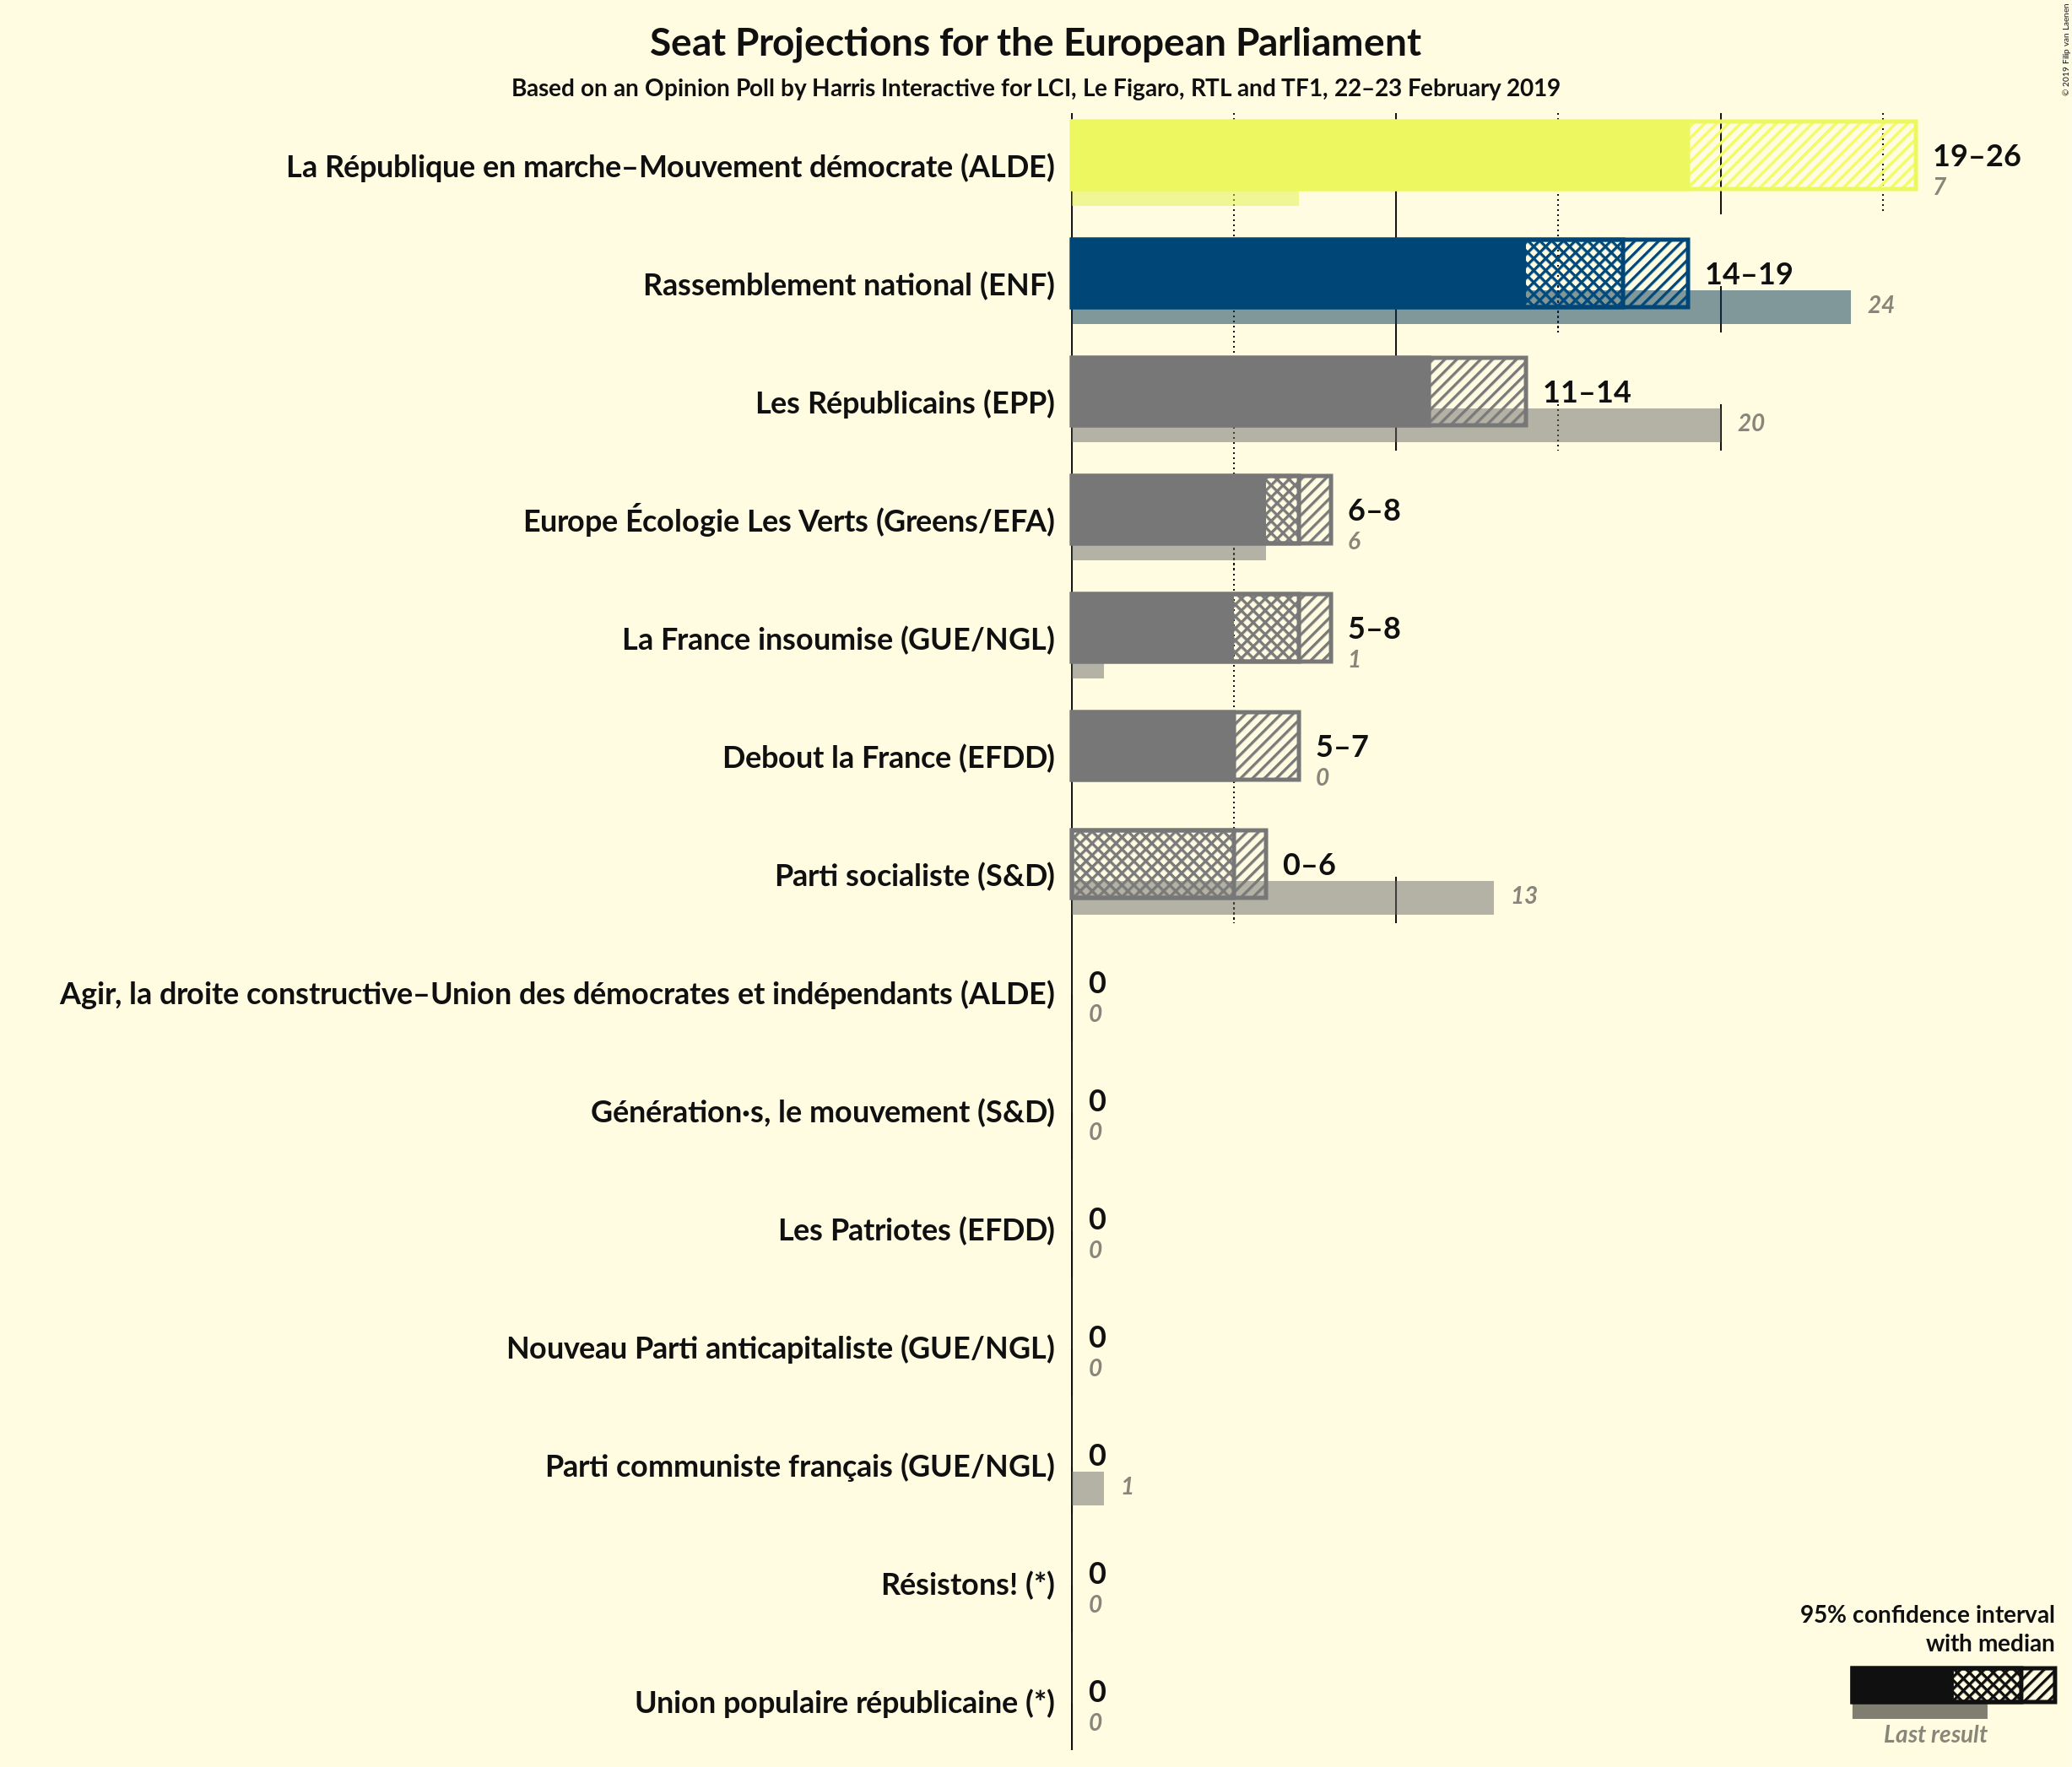 Seat Projections for the European Parliament
Based on an Opinion Poll by Harris Interactive for LCI, Le Figaro, RTL and TF1, 22–23 February 2019
© 2019 Filip van Laenen
La République en marche–Mouvement démocrate (ALDE)
19–26
7
Rassemblement national (ENF)
14–19
24
Les Républicains (EPP)
11–14
20
Europe Écologie Les Verts (Greens/EFA)
6–8
6
La France insoumise (GUE/NGL)
5–8
1
Debout la France (EFDD)
5–7
0
Parti socialiste (S&D)
0–6
13
Agir, la droite constructive–Union des démocrates et indépendants (ALDE)
0
0
Génération·s, le mouvement (S&D)
0
0
Les Patriotes (EFDD)
0
0
Nouveau Parti anticapitaliste (GUE/NGL)
0
0
Parti communiste français (GUE/NGL)
0
1
Résistons! (*)
0
0
Union populaire républicaine (*)
0
0
95% confidence interval
with median
Last result